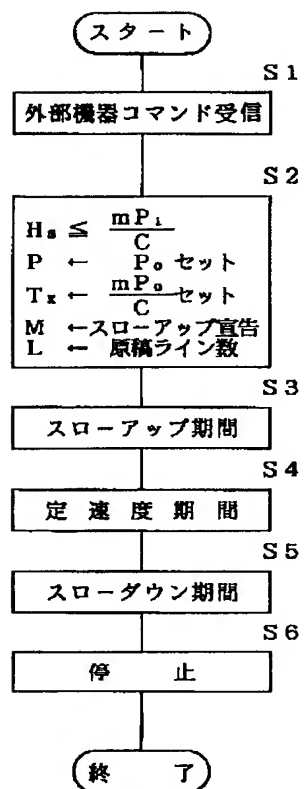 スタート
S1
外部機器コマンド受信
S2
Hs ≦ mP1/C
P ← P0セット
Tx ← mP0/Cセット
M ←スローアップ宣告
L ← 原稿ライン数
S3
スローアップ期間
S4
定速度期間
S5
スローダウン期間
S6
停止
終了